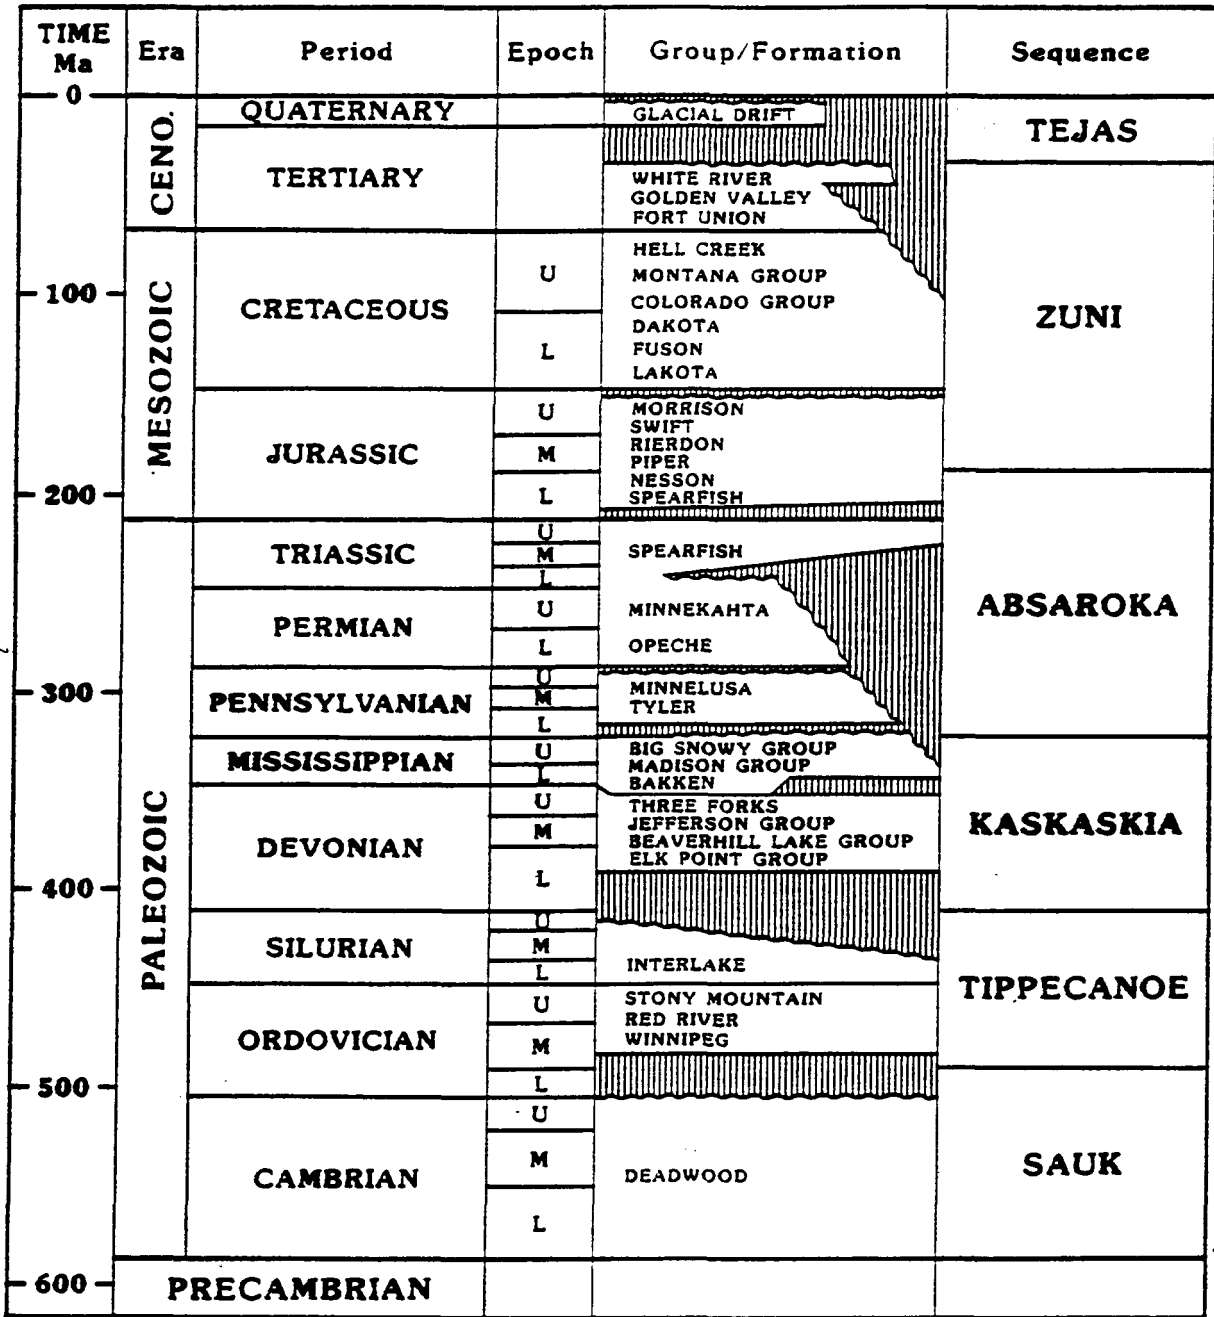 TIME Ma Era Period Epoch Group/Formation Sequence
0
QUATERNARY GLACIAL DRIFT
TEJAS
CENO.
TERTIARY
WHITE RIVER
GOLDEN VALLEY
FORT UNION
MESOZOIC
100
CRETACEOUS
U
L
HELL CREEK
MONTANA GROUP
COLORADO GROUP
DAKOTA
FUSON
LAKOTA
ZUNI
JURASSIC
U
M
L
MORRISON
SWIFT
RIERDON
PIPER
NESSON
SPEARFISH
200
PALEOZOIC
TRIASSIC
U
M
L
SPEARFISH
ABSAROKA
PERMIAN
U
L
MINNEKAHTA
OPECHE
300
PENNSYLVANIAN
U
M
L
MINNELUSA
TYLER
MISSISSIPPIAN
U
L
BIG SNOWY GROUP
MADISON GROUP
BAKKEN
KASKASKIA
DEVONIAN
U
M
L
THREE FORKS
JEFFERSON GROUP
BEAVERHILL LAKE GROUP
ELK POINT GROUP
400
SILURIAN
U
M
L
INTERLAKE
TIPPECANOE
ORDOVICIAN
U
M
L
STONY MOUNTAIN
RED RIVER
WINNIPEG
500
CAMBRIAN
U
M
L
DEADWOOD
SAUK
600
PRECAMBRIAN